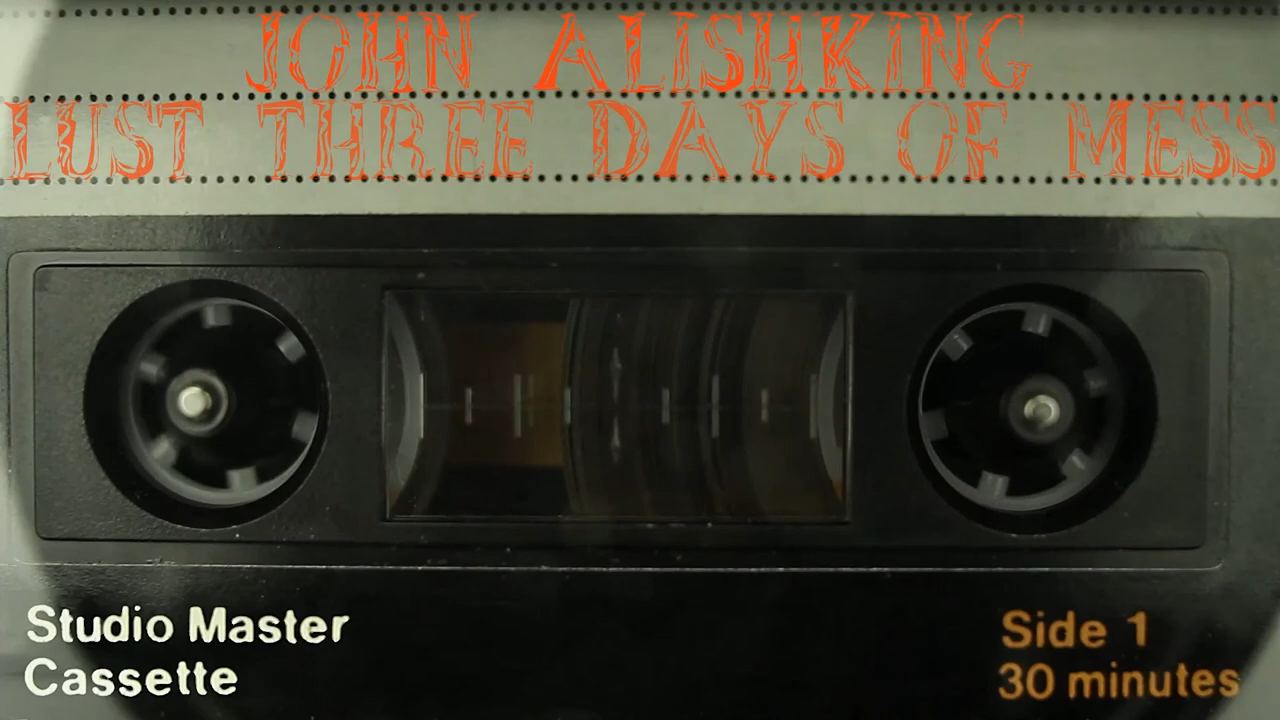 JOHN ALISHKING
LUST THREE DAYS OF MESS
Studio Master
Cassette
Side 1
30 minutes